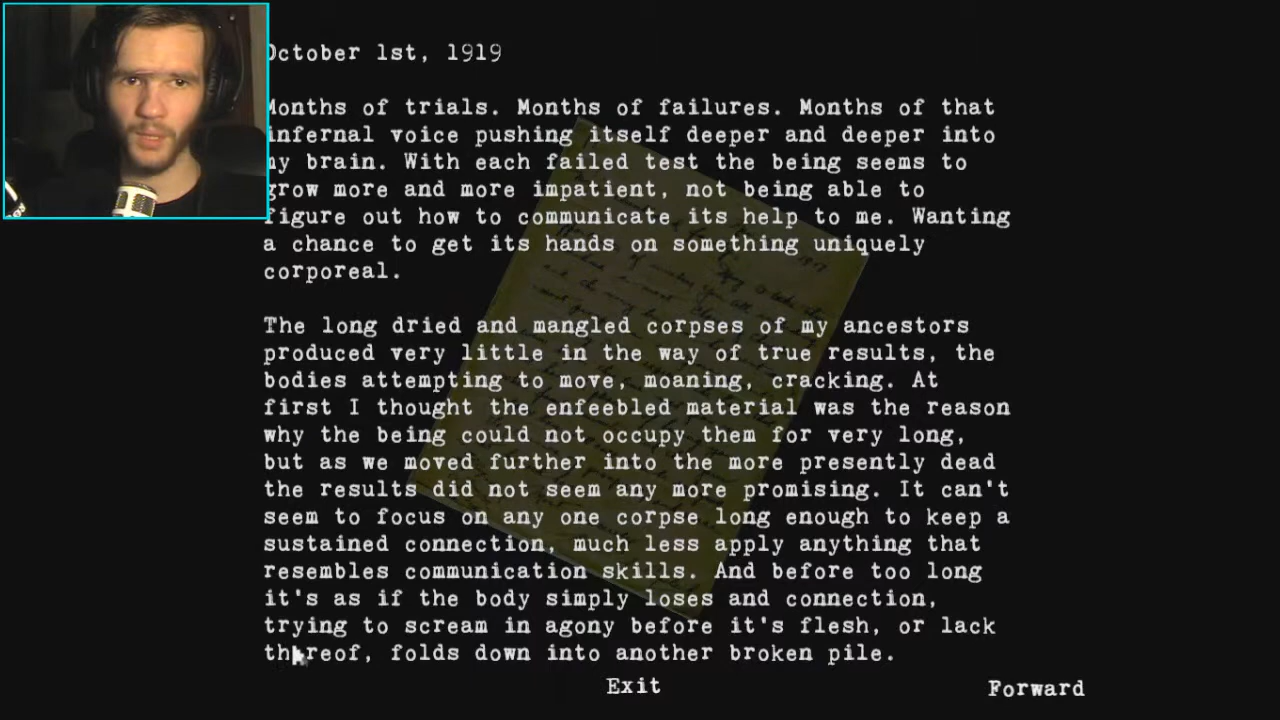 October 1st, 1919
Months of trials. Months of failures. Months of that
infernal voice pushing itself deeper and deeper into
my brain. With each failed test the being seems to
grow more and more impatient, not being able to
figure out how to communicate its help to me. Wanting
a chance to get its hands on something uniquely
corporeal.
The long dried and mangled corpses of my ancestors
produced very little in the way of true results, the
bodies attempting to move, moaning, cracking. At
first I thought the enfeebled material was the reason
why the being could not occupy them for very long,
but as we moved further into the more presently dead
the results did not seem any more promising. It can't
seem to focus on any one corpse long enough to keep a
sustained connection, much less apply anything that
resembles communication skills. And before too long
it's as if the body simply loses and connection,
trying to scream in agony before it's flesh, or lack
thereof, folds down into another broken pile.
Exit
Forward